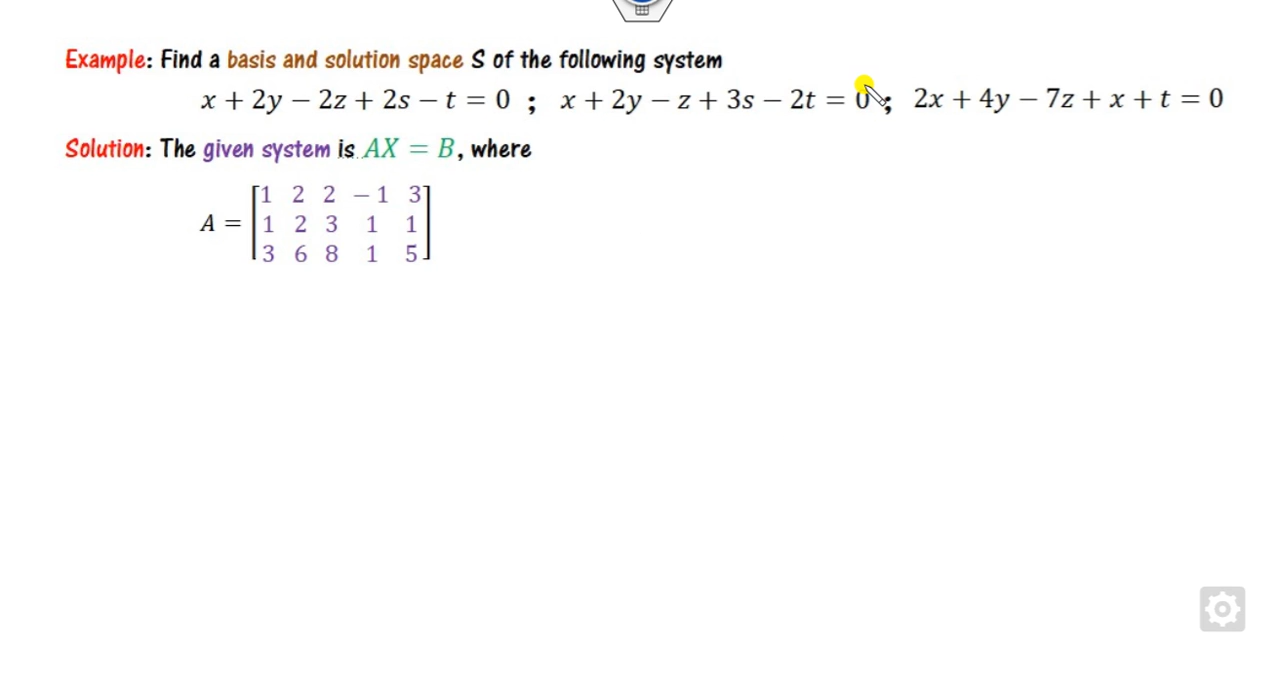 Example: Find a basis and solution space S of the following system
x + 2y − 2z + 2s − t = 0 ; x + 2y − z + 3s − 2t = 0 ; 2x + 4y − 7z + x + t = 0
Solution: The given system is AX = B, where
A = [1 2 2 −1 3
1 2 3 1 1
3 6 8 1 5]